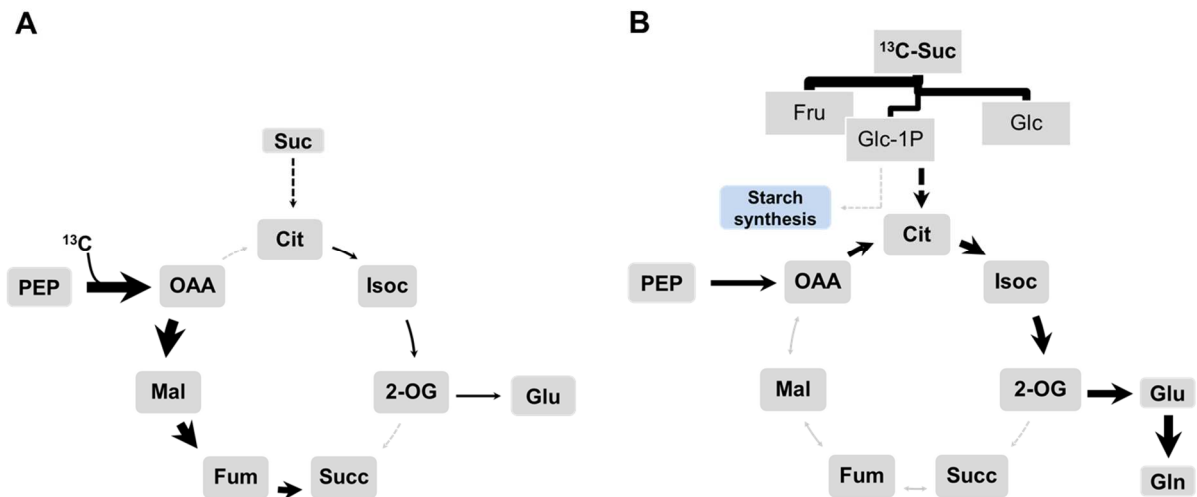 A
Suc
Cit
¹³C
PEP
OAA
Isoc
Mal
2-OG
Glu
Fum
Succ
B
¹³C-Suc
Fru
Glc-1P
Glc
Starch
synthesis
Cit
PEP
OAA
Isoc
Mal
2-OG
Glu
Fum
Succ
Gln